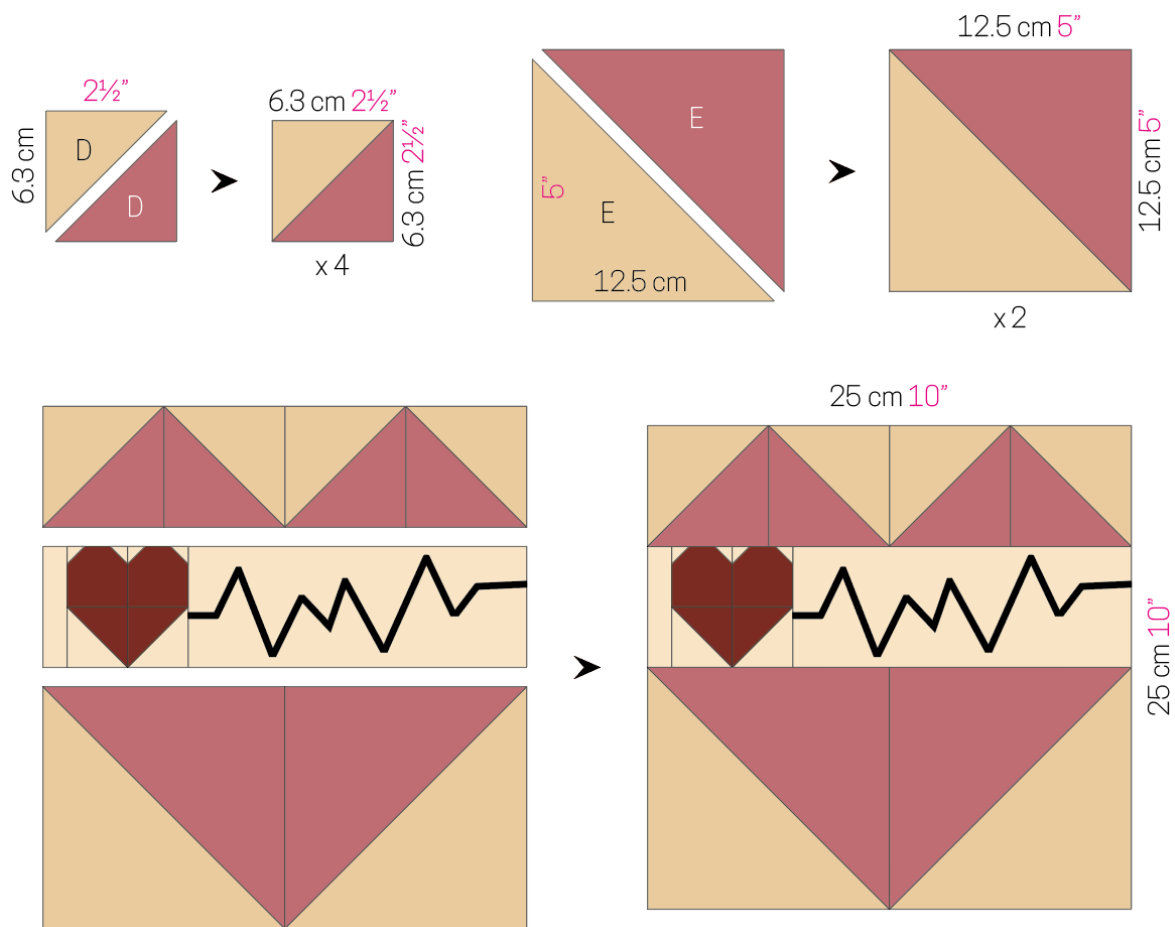 2½”
6.3 cm
D
D
6.3 cm 2½”
6.3 cm 2½”
x 4
5”
E
E
12.5 cm
12.5 cm 5”
12.5 cm 5”
x 2
25 cm 10”
25 cm 10”